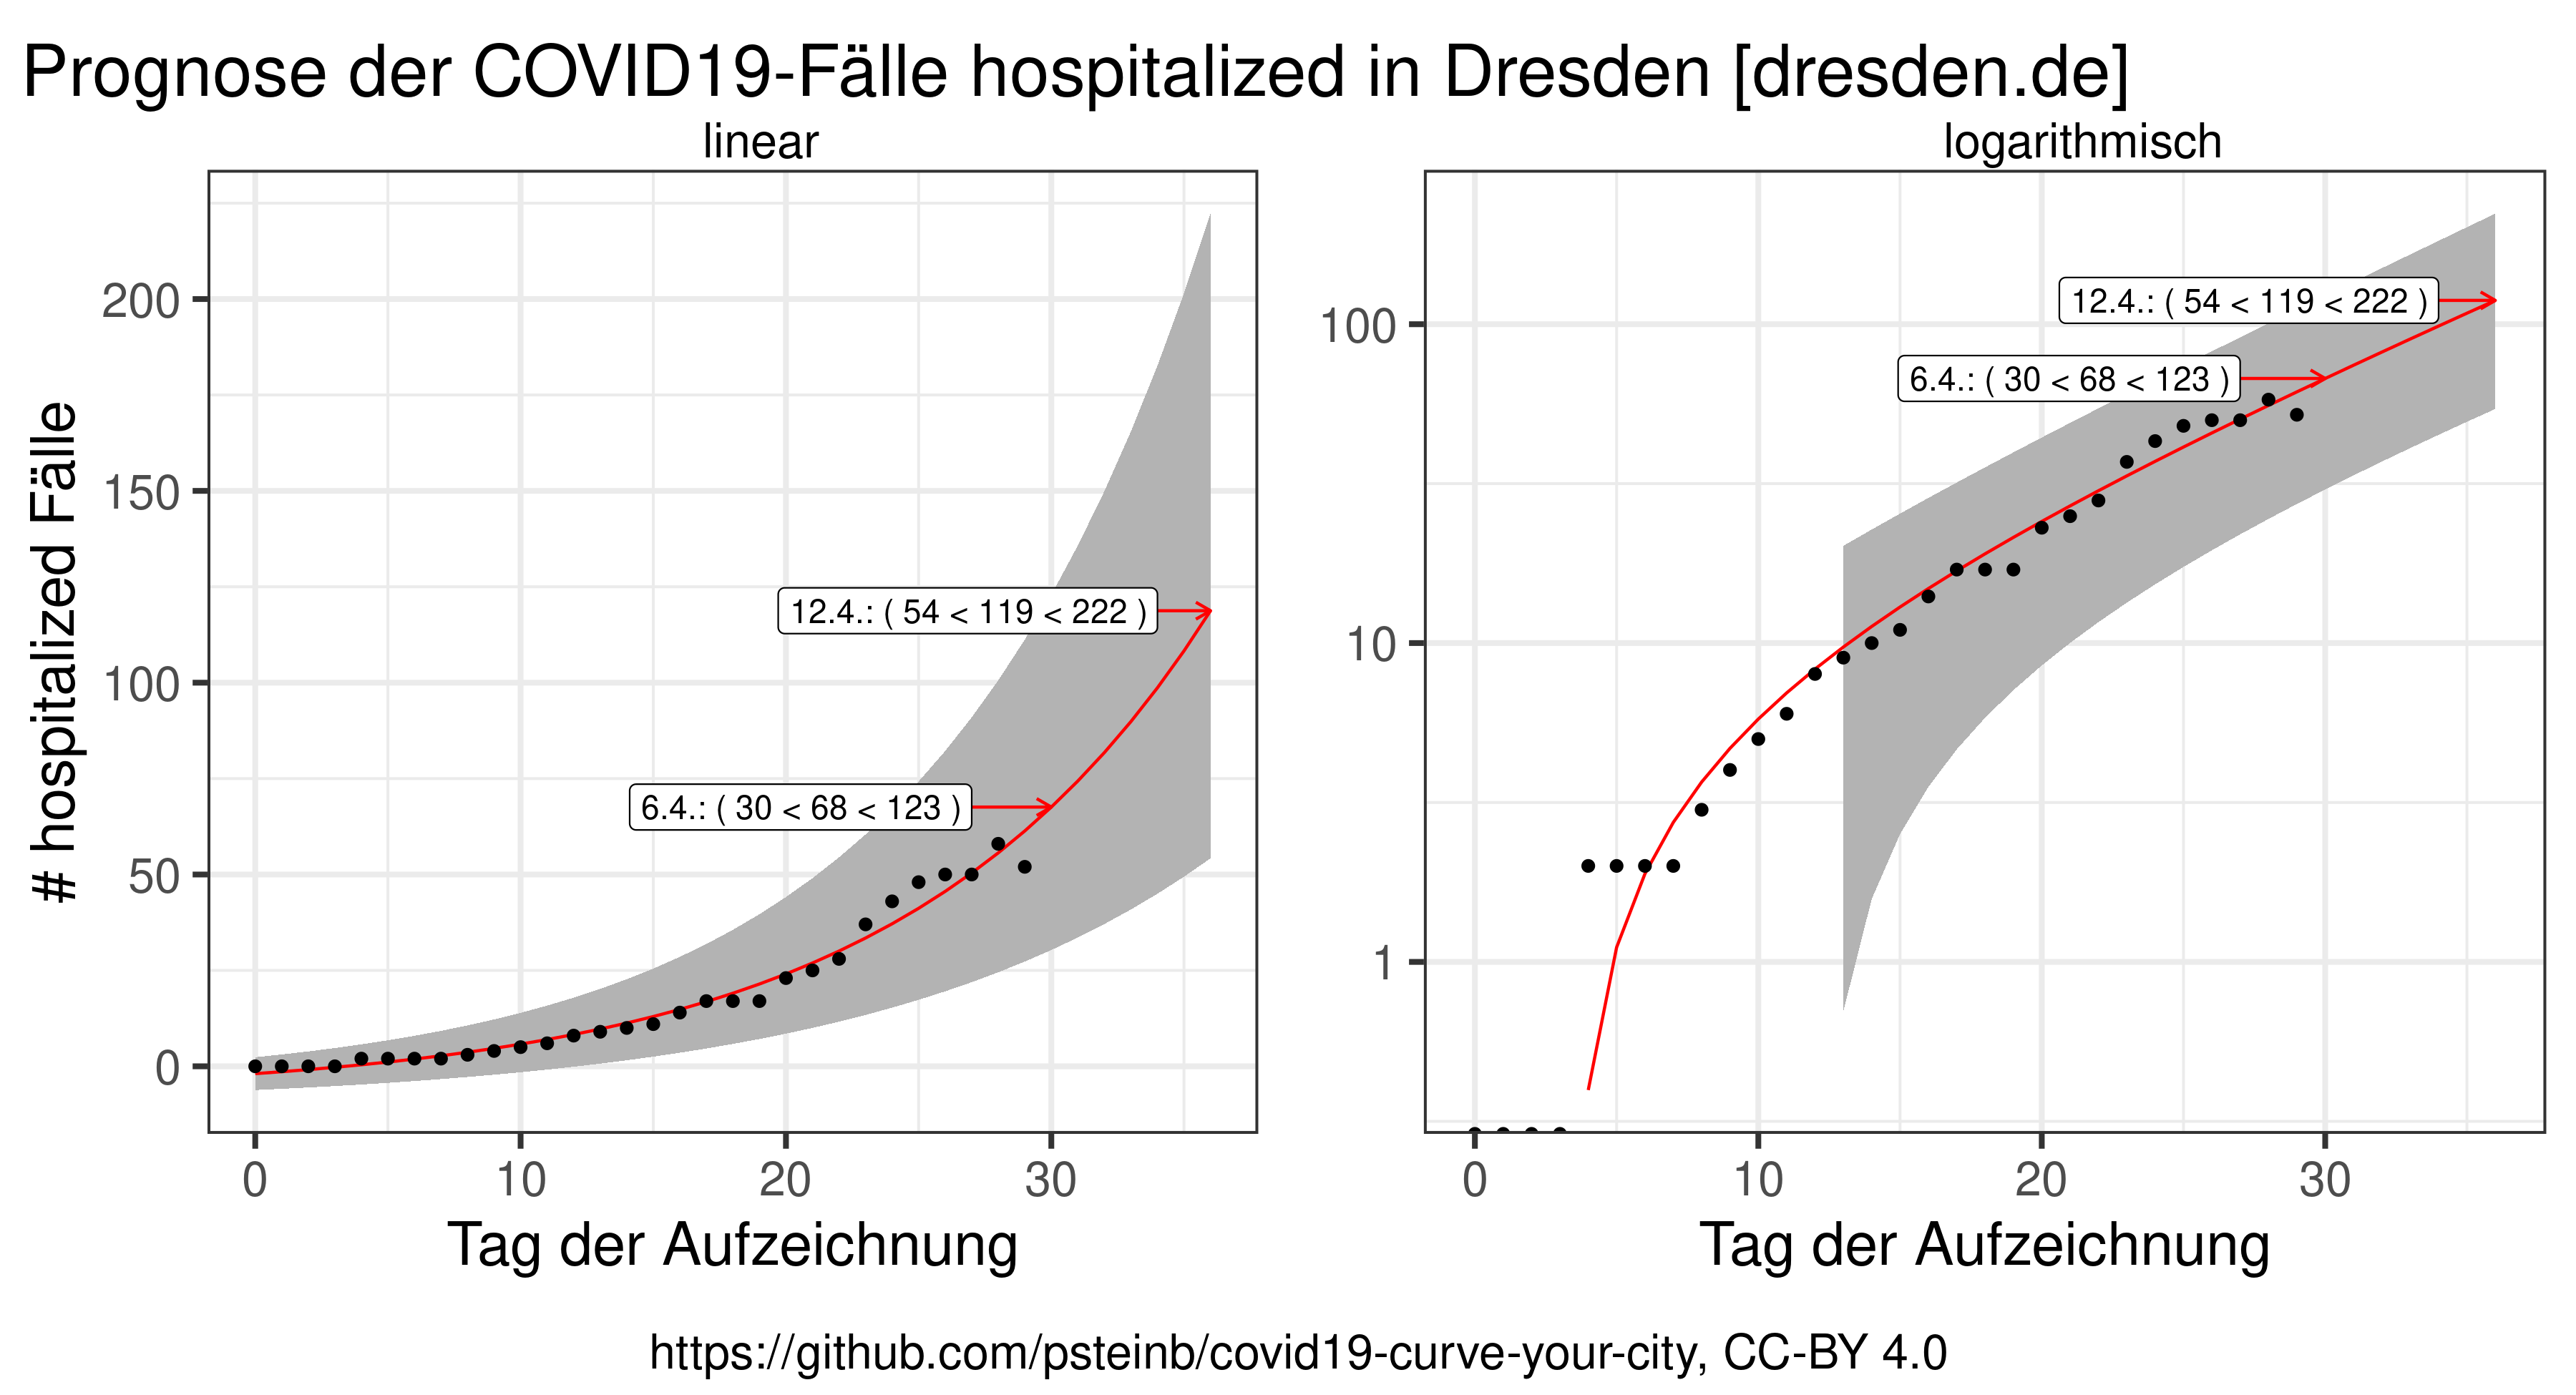 Prognose der COVID19-Fälle hospitalized in Dresden [dresden.de]
linear
# hospitalized Fälle
200
150
100
50
0
12.4.: ( 54 < 119 < 222 )
6.4.: ( 30 < 68 < 123 )
0 10 20 30
Tag der Aufzeichnung
logarithmisch
100
10
1
12.4.: ( 54 < 119 < 222 )
6.4.: ( 30 < 68 < 123 )
0 10 20 30
Tag der Aufzeichnung
https://github.com/psteinb/covid19-curve-your-city, CC-BY 4.0